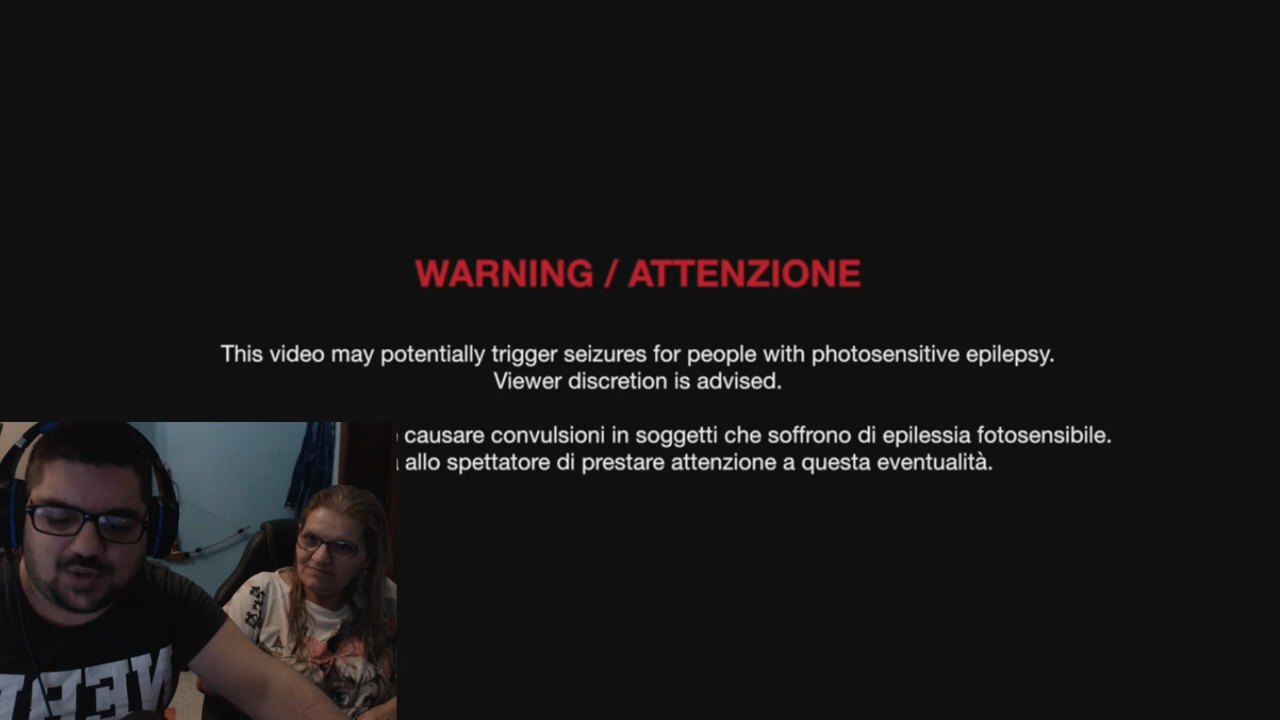 WARNING / ATTENZIONE
This video may potentially trigger seizures for people with photosensitive epilepsy.
Viewer discretion is advised.
causare convulsioni in soggetti che soffrono di epilessia fotosensibile.
allo spettatore di prestare attenzione a questa eventualità.